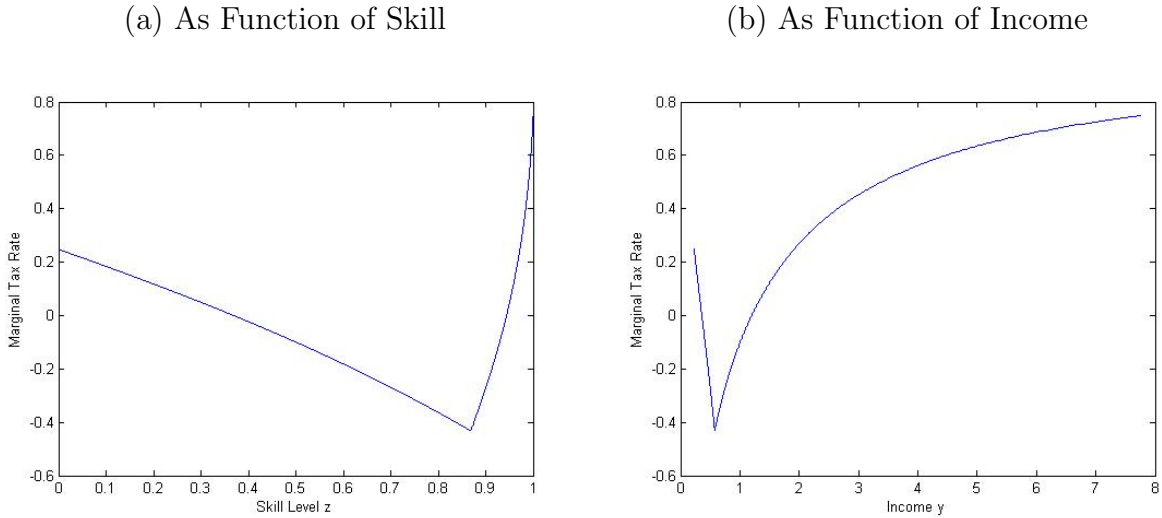 (a) As Function of Skill
(b) As Function of Income
0.8
0.6
0.4
0.2
0
-0.2
-0.4
-0.6
Marginal Tax Rate
0 0.1 0.2 0.3 0.4 0.5 0.6 0.7 0.8 0.9 1
Skill Level z
0.8
0.6
0.4
0.2
0
-0.2
-0.4
-0.6
Marginal Tax Rate
0 1 2 3 4 5 6 7 8
Income y